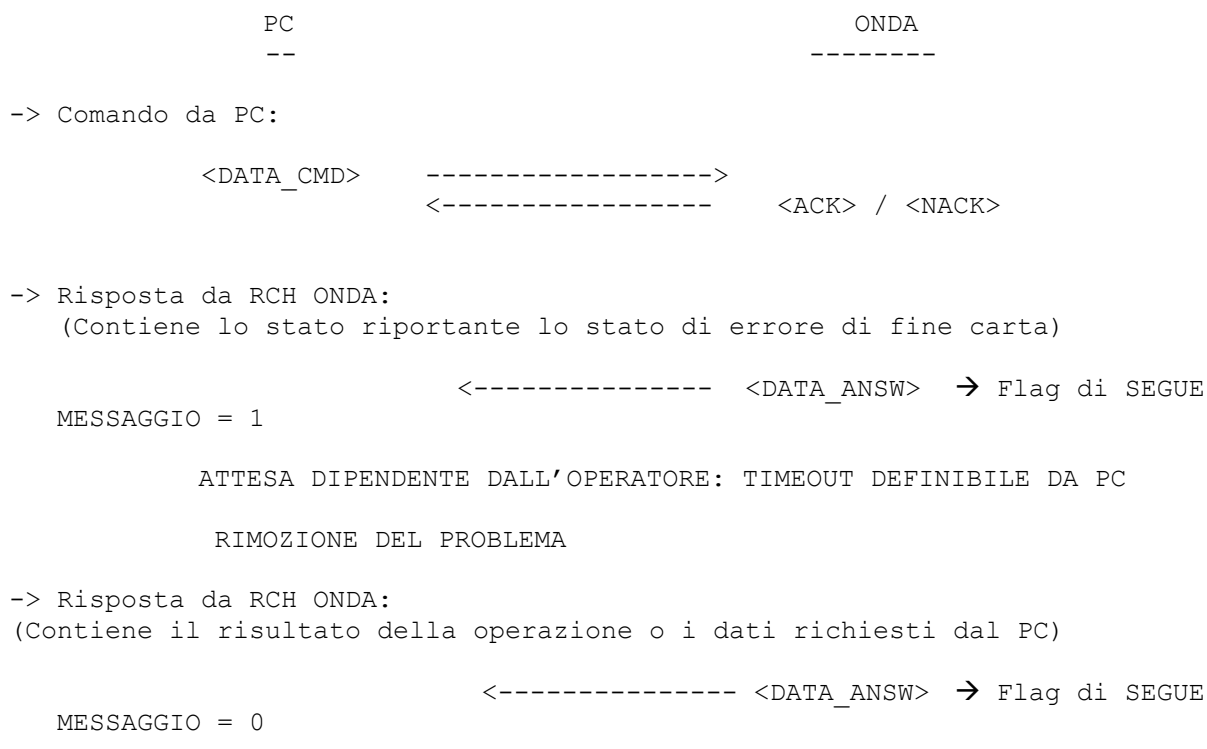 PC ONDA
-- --------
-> Comando da PC:
<DATA_CMD> ------------------>
<----------------- <ACK> / <NACK>
-> Risposta da RCH ONDA:
(Contiene lo stato riportante lo stato di errore di fine carta)
<--------------- <DATA_ANSW> → Flag di SEGUE
MESSAGGIO = 1
ATTESA DIPENDENTE DALL’OPERATORE: TIMEOUT DEFINIBILE DA PC
RIMOZIONE DEL PROBLEMA
-> Risposta da RCH ONDA:
(Contiene il risultato della operazione o i dati richiesti dal PC)
<--------------- <DATA_ANSW> → Flag di SEGUE
MESSAGGIO = 0